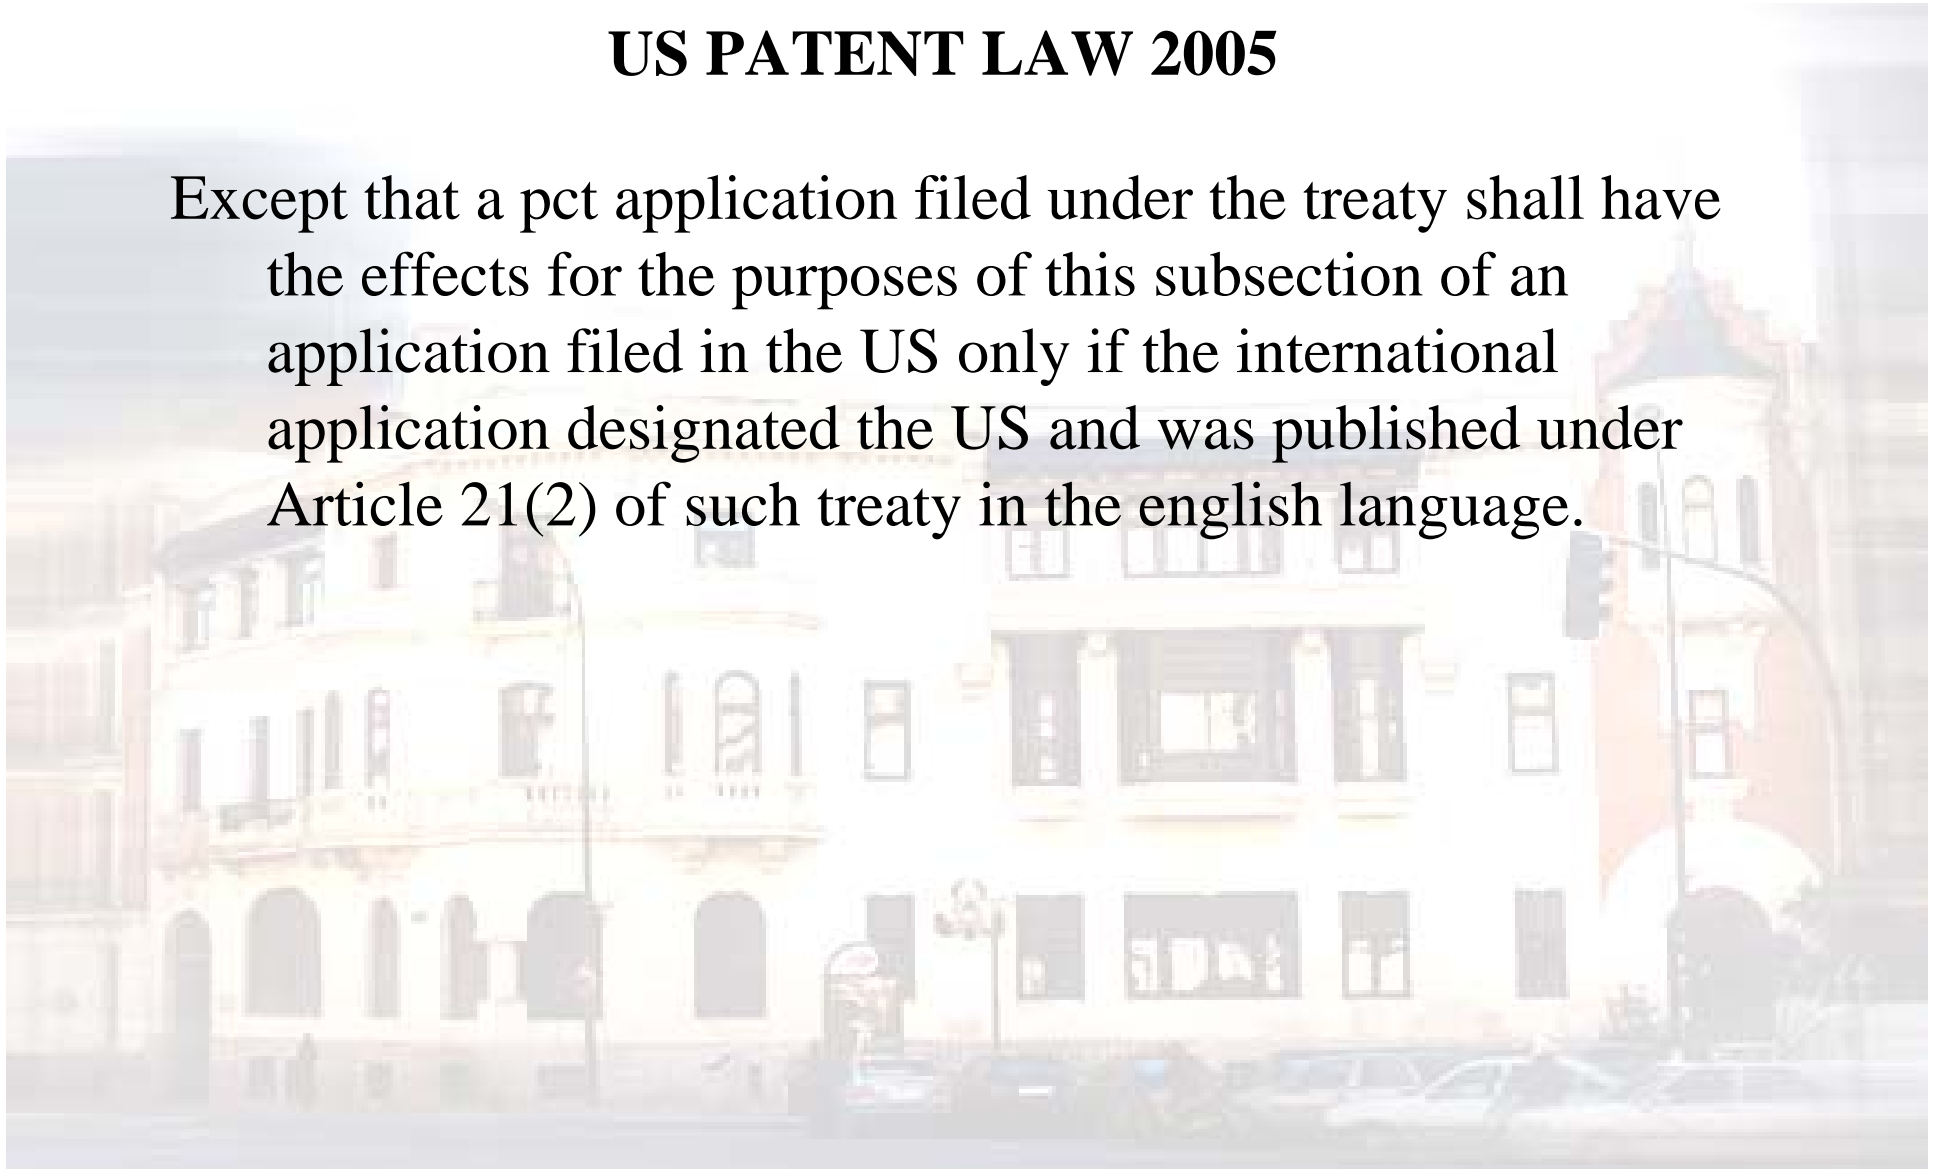 US PATENT LAW 2005
Except that a pct application filed under the treaty shall have
the effects for the purposes of this subsection of an
application filed in the US only if the international
application designated the US and was published under
Article 21(2) of such treaty in the english language.